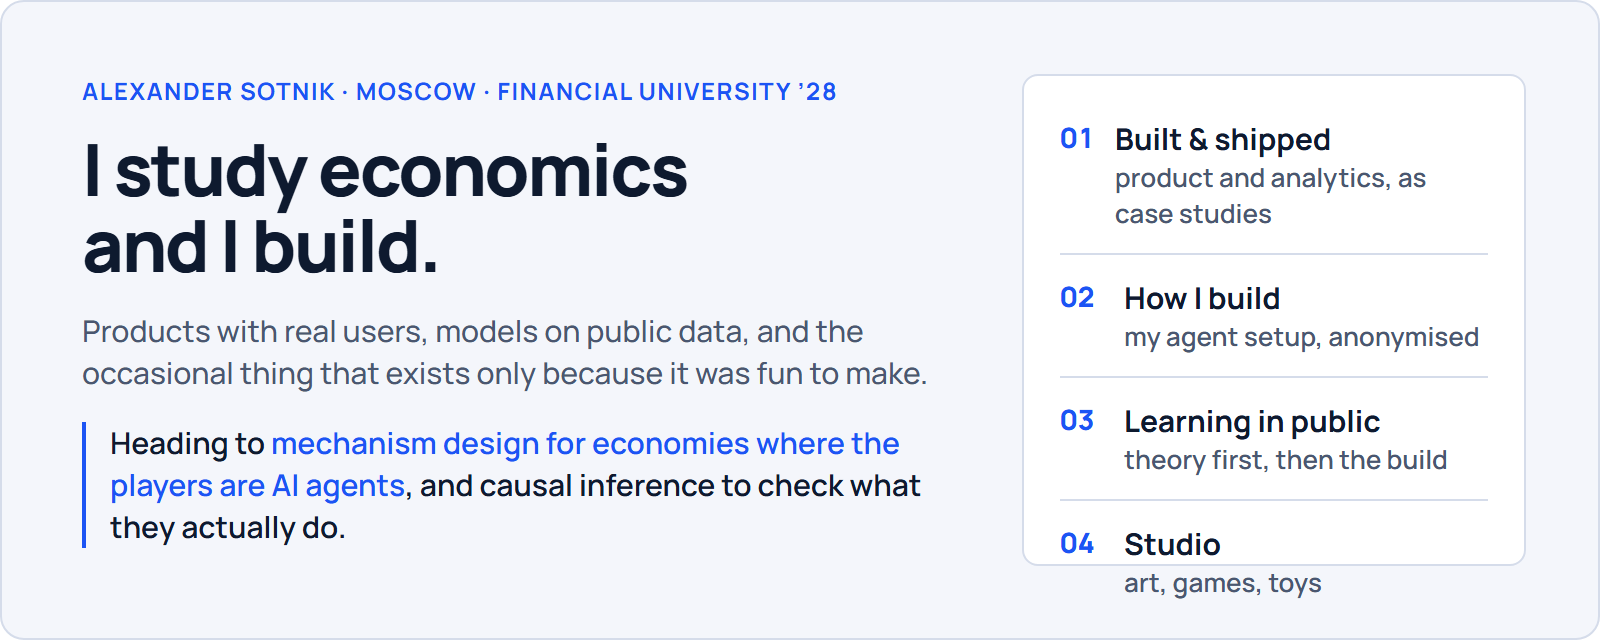 ALEXANDER SOTNIK · MOSCOW · FINANCIAL UNIVERSITY ’28
I study economics
and I build.
Products with real users, models on public data, and the
occasional thing that exists only because it was fun to make.
Heading to mechanism design for economies where the
players are AI agents, and causal inference to check what
they actually do.
01 Built & shipped
product and analytics, as
case studies
02 How I build
my agent setup, anonymised
03 Learning in public
theory first, then the build
04 Studio
art, games, toys